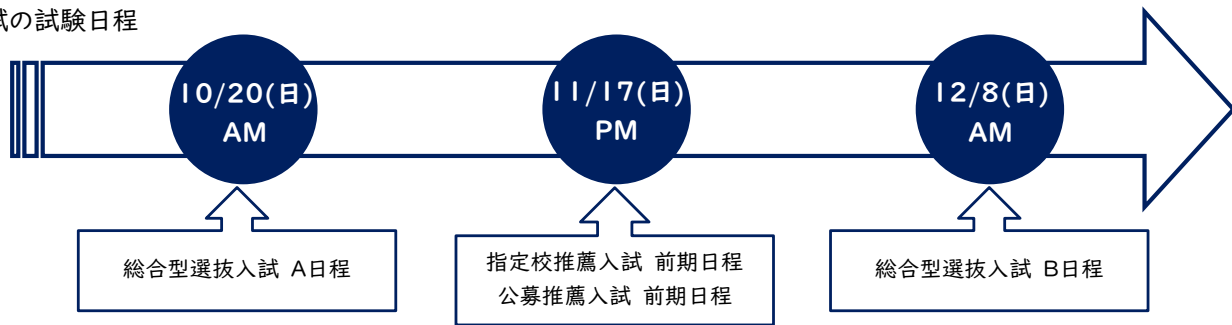 試の試験日程
10/20(日)
AM
11/17(日)
PM
12/8(日)
AM
総合型選抜入試 A日程
指定校推薦入試 前期日程
公募推薦入試 前期日程
総合型選抜入試 B日程